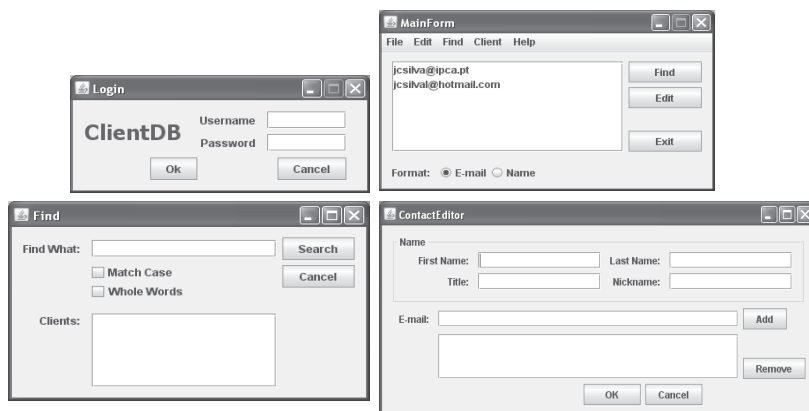 Login
ClientDB
Username
Password
Ok
Cancel
MainForm
File Edit Find Client Help
jcsilva@ipca.pt
jcsilval@hotmail.com
Find
Edit
Exit
Format: E-mail Name
Find
Find What:
Search
Match Case
Cancel
Whole Words
Clients:
ContactEditor
Name
First Name: Last Name:
Title: Nickname:
E-mail: Add
Remove
OK Cancel